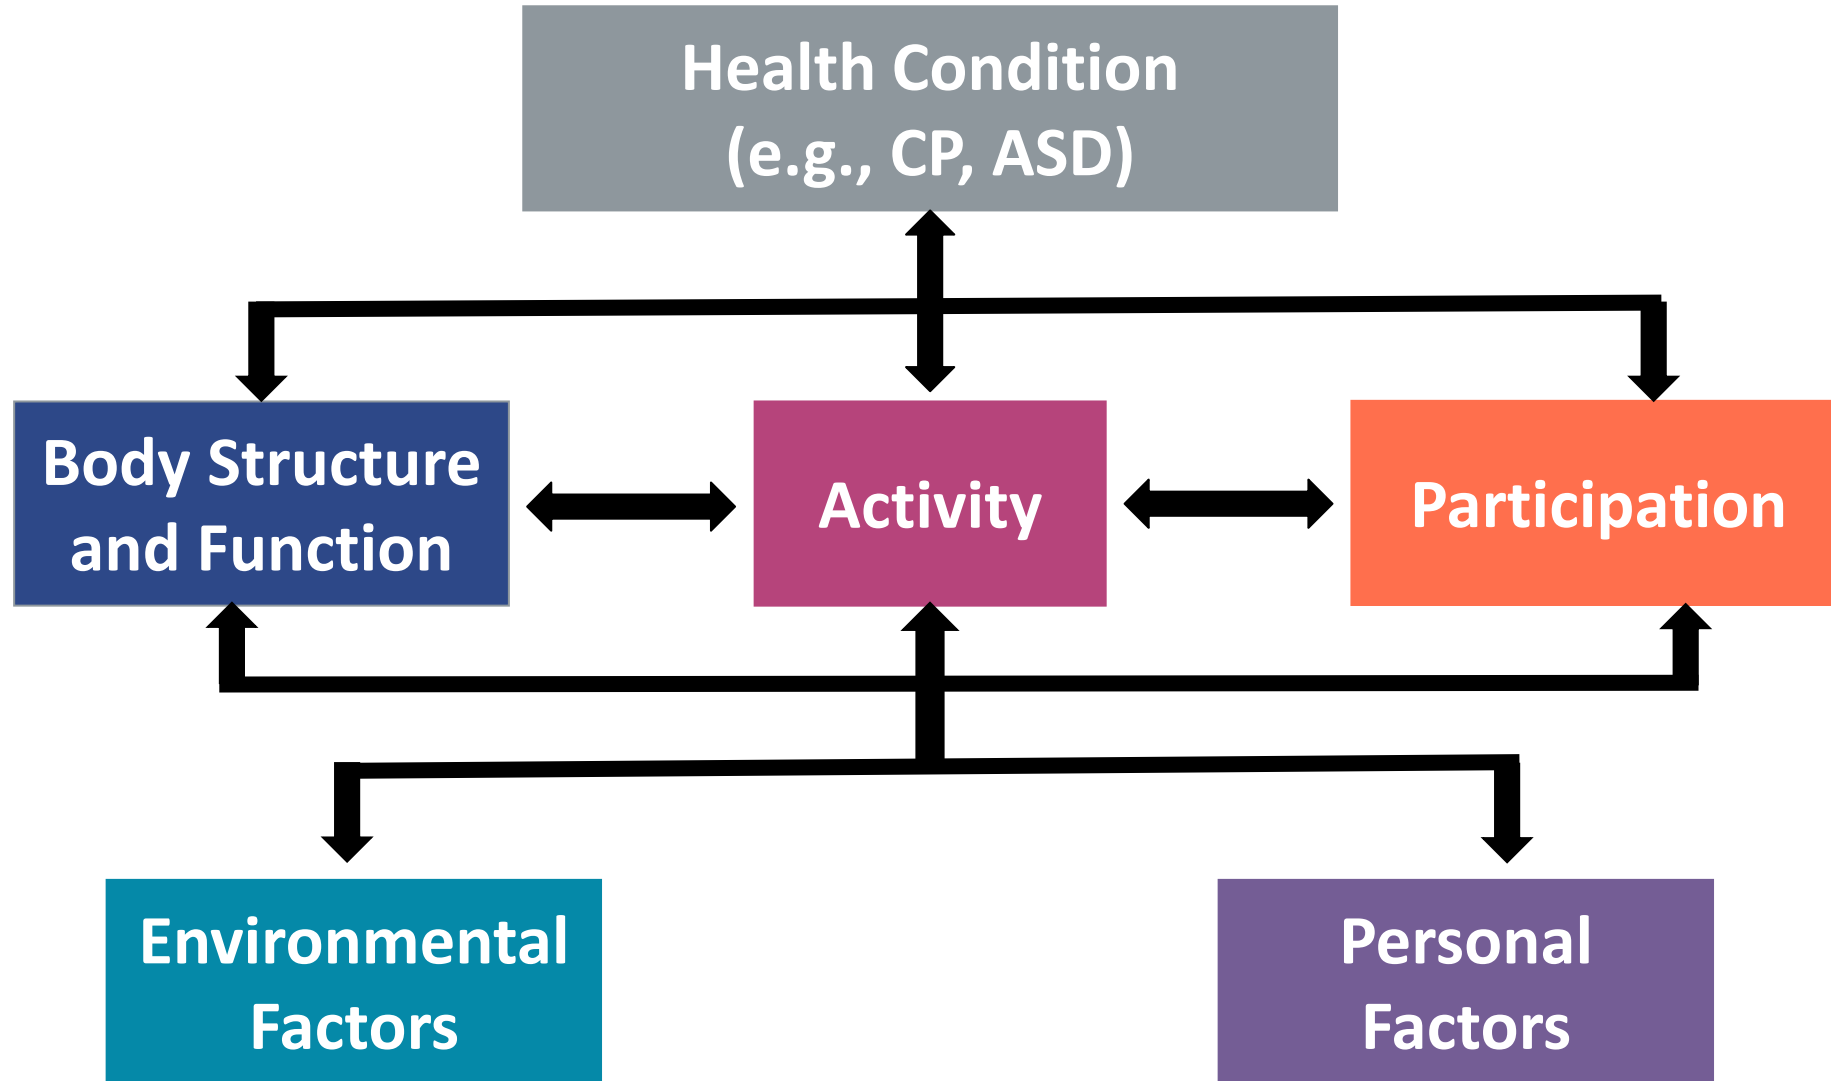 Health Condition
(e.g., CP, ASD)
Body Structure
and Function
Activity
Participation
Environmental
Factors
Personal
Factors